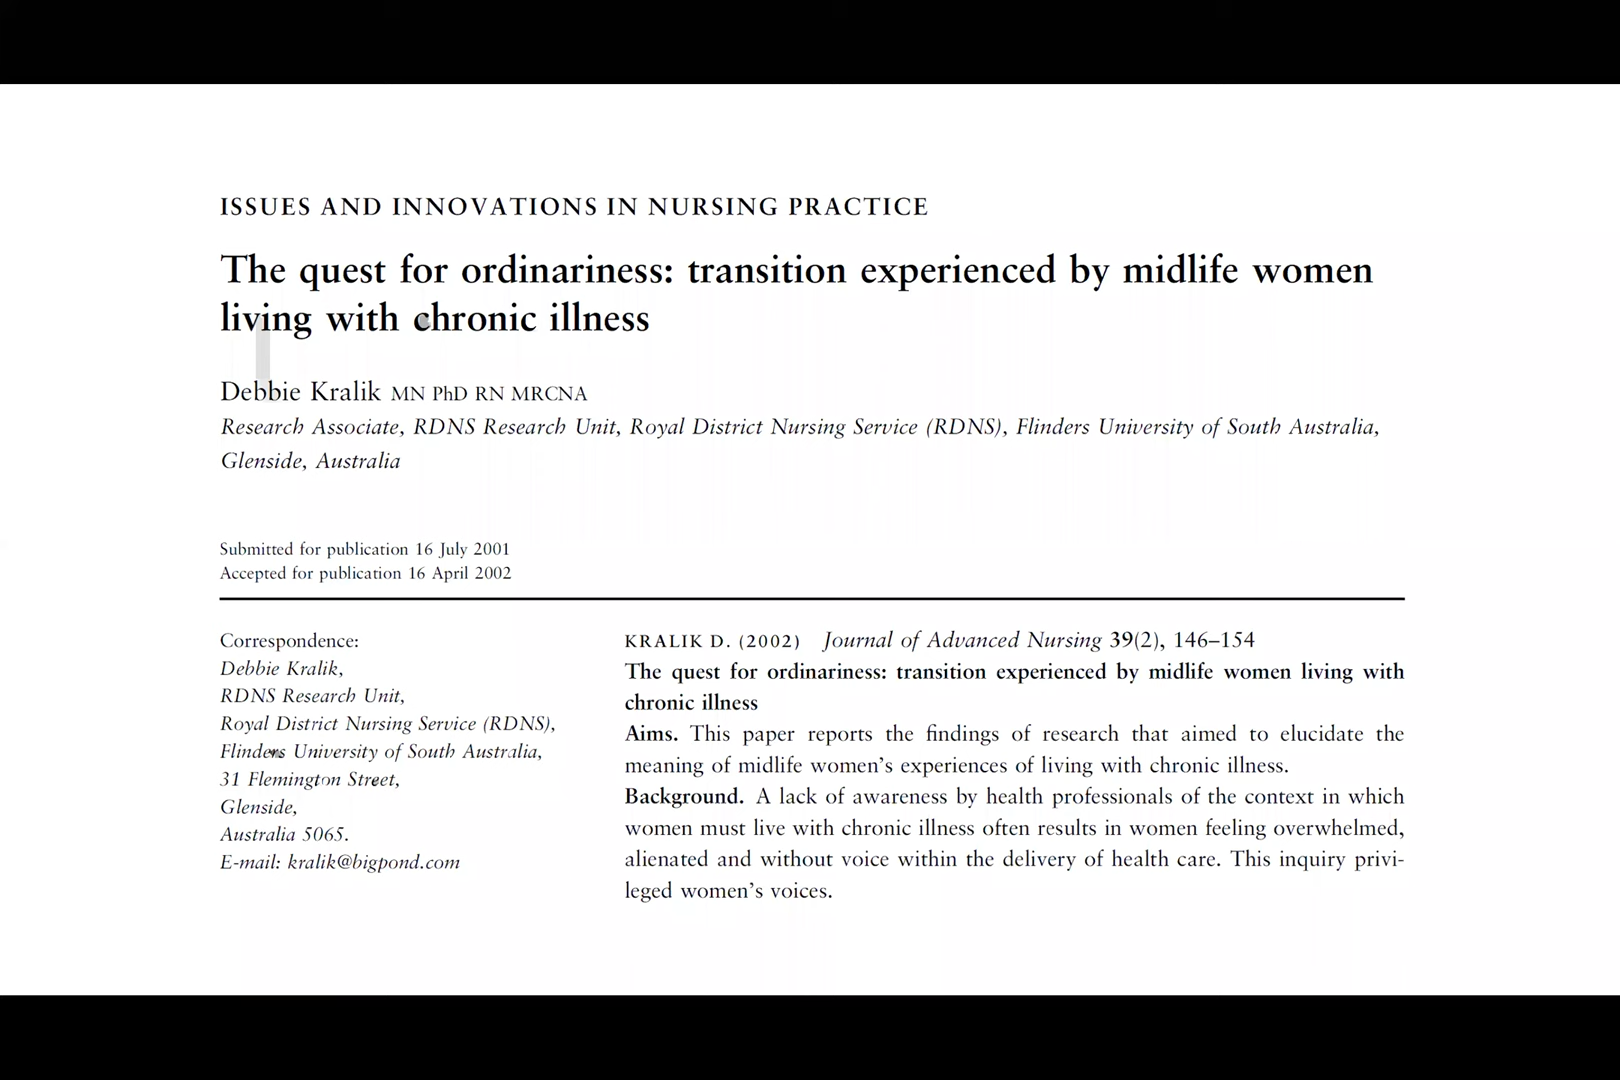 ISSUES AND INNOVATIONS IN NURSING PRACTICE
The quest for ordinariness: transition experienced by midlife women
living with chronic illness
Debbie Kralik MN PhD RN MRCNA
Research Associate, RDNS Research Unit, Royal District Nursing Service (RDNS), Flinders University of South Australia,
Glenside, Australia
Submitted for publication 16 July 2001
Accepted for publication 16 April 2002
Correspondence:
Debbie Kralik,
RDNS Research Unit,
Royal District Nursing Service (RDNS),
Flinders University of South Australia,
31 Flemington Street,
Glenside,
Australia 5065.
E-mail: kralik@bigpond.com
KRALIK D. (2002) Journal of Advanced Nursing 39(2), 146–154
The quest for ordinariness: transition experienced by midlife women living with
chronic illness
Aims. This paper reports the findings of research that aimed to elucidate the
meaning of midlife women's experiences of living with chronic illness.
Background. A lack of awareness by health professionals of the context in which
women must live with chronic illness often results in women feeling overwhelmed,
alienated and without voice within the delivery of health care. This inquiry privi-
leged women's voices.